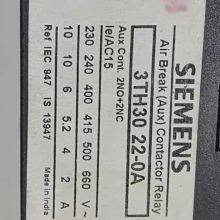 SIEMENS
Air Break (Aux) Contactor Relay
3TH30 22-0A
Aux Cont. 2NO+2NC
Ie/AC15
230 240 400 415 500 660 V~
10 10 6 5.2 4 2 A
Ref IEC 947 IS 13947 Made in India